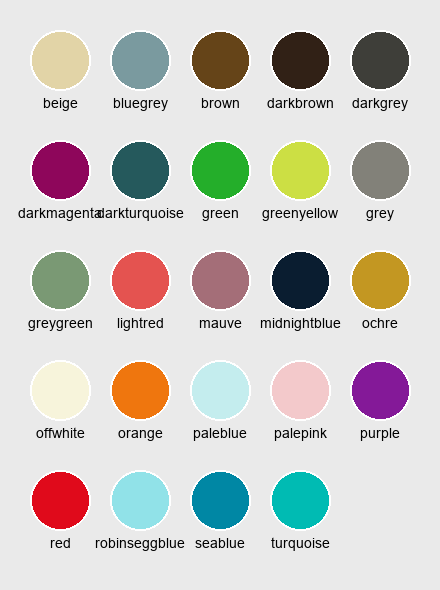 beige bluegrey brown darkbrown darkgrey
darkmagenta darkturquoise green greenyellow grey
greygreen lightred mauve midnightblue ochre
offwhite orange paleblue palepink purple
red robinseggblue seablue turquoise